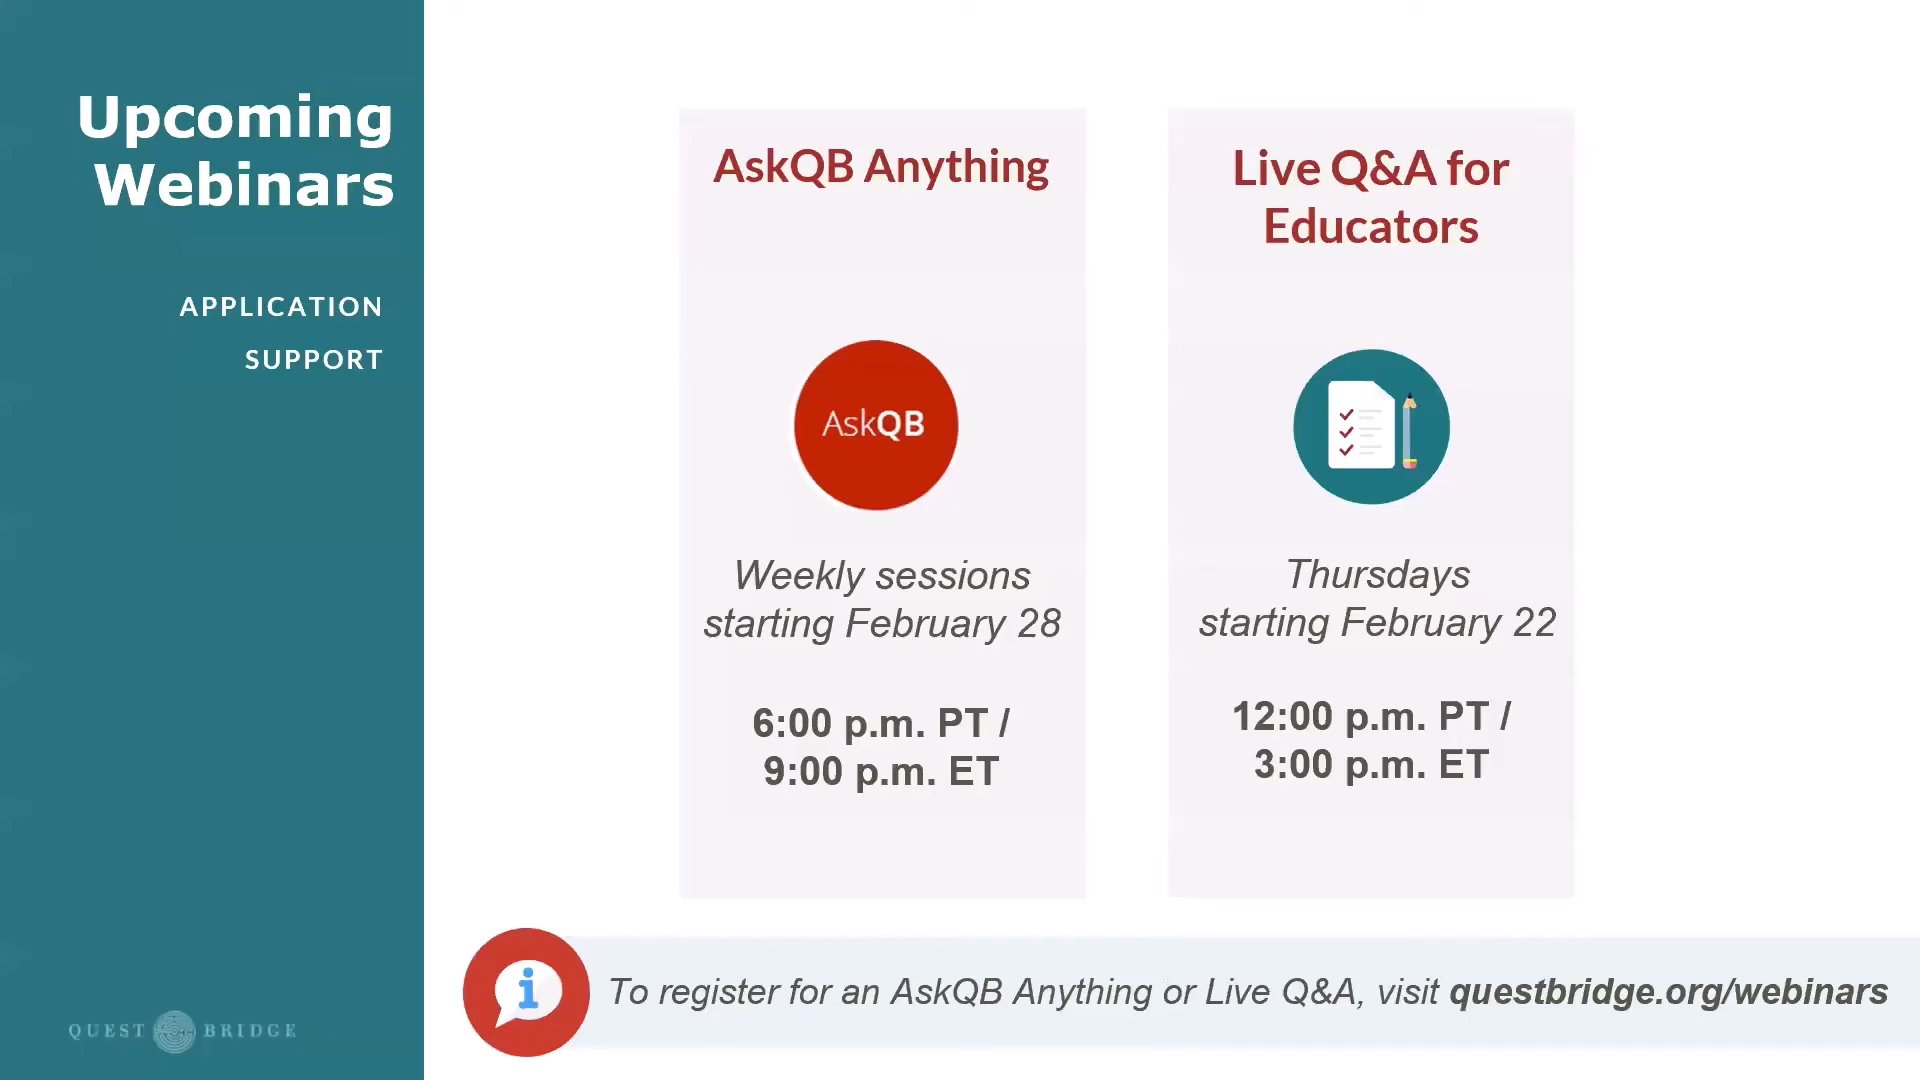 Upcoming
Webinars
APPLICATION
SUPPORT
AskQB Anything
AskQB
Weekly sessions
starting February 28
6:00 p.m. PT /
9:00 p.m. ET
Live Q&A for
Educators
Thursdays
starting February 22
12:00 p.m. PT /
3:00 p.m. ET
To register for an AskQB Anything or Live Q&A, visit questbridge.org/webinars
QUEST BRIDGE